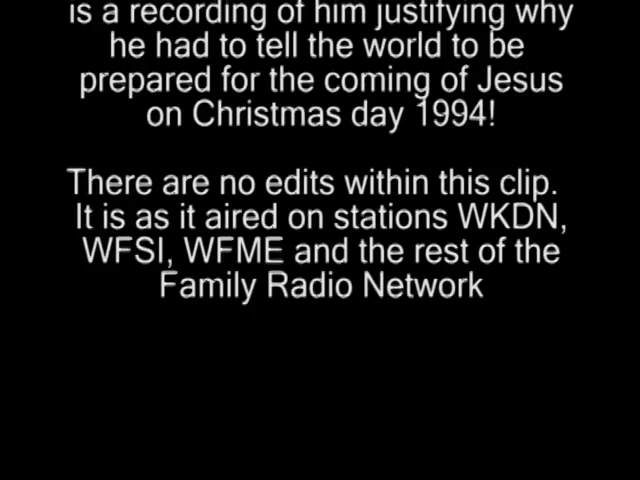 is a recording of him justifying why
he had to tell the world to be
prepared for the coming of Jesus
on Christmas day 1994!
There are no edits within this clip.
It is as it aired on stations WKDN,
WFSI, WFME and the rest of the
Family Radio Network